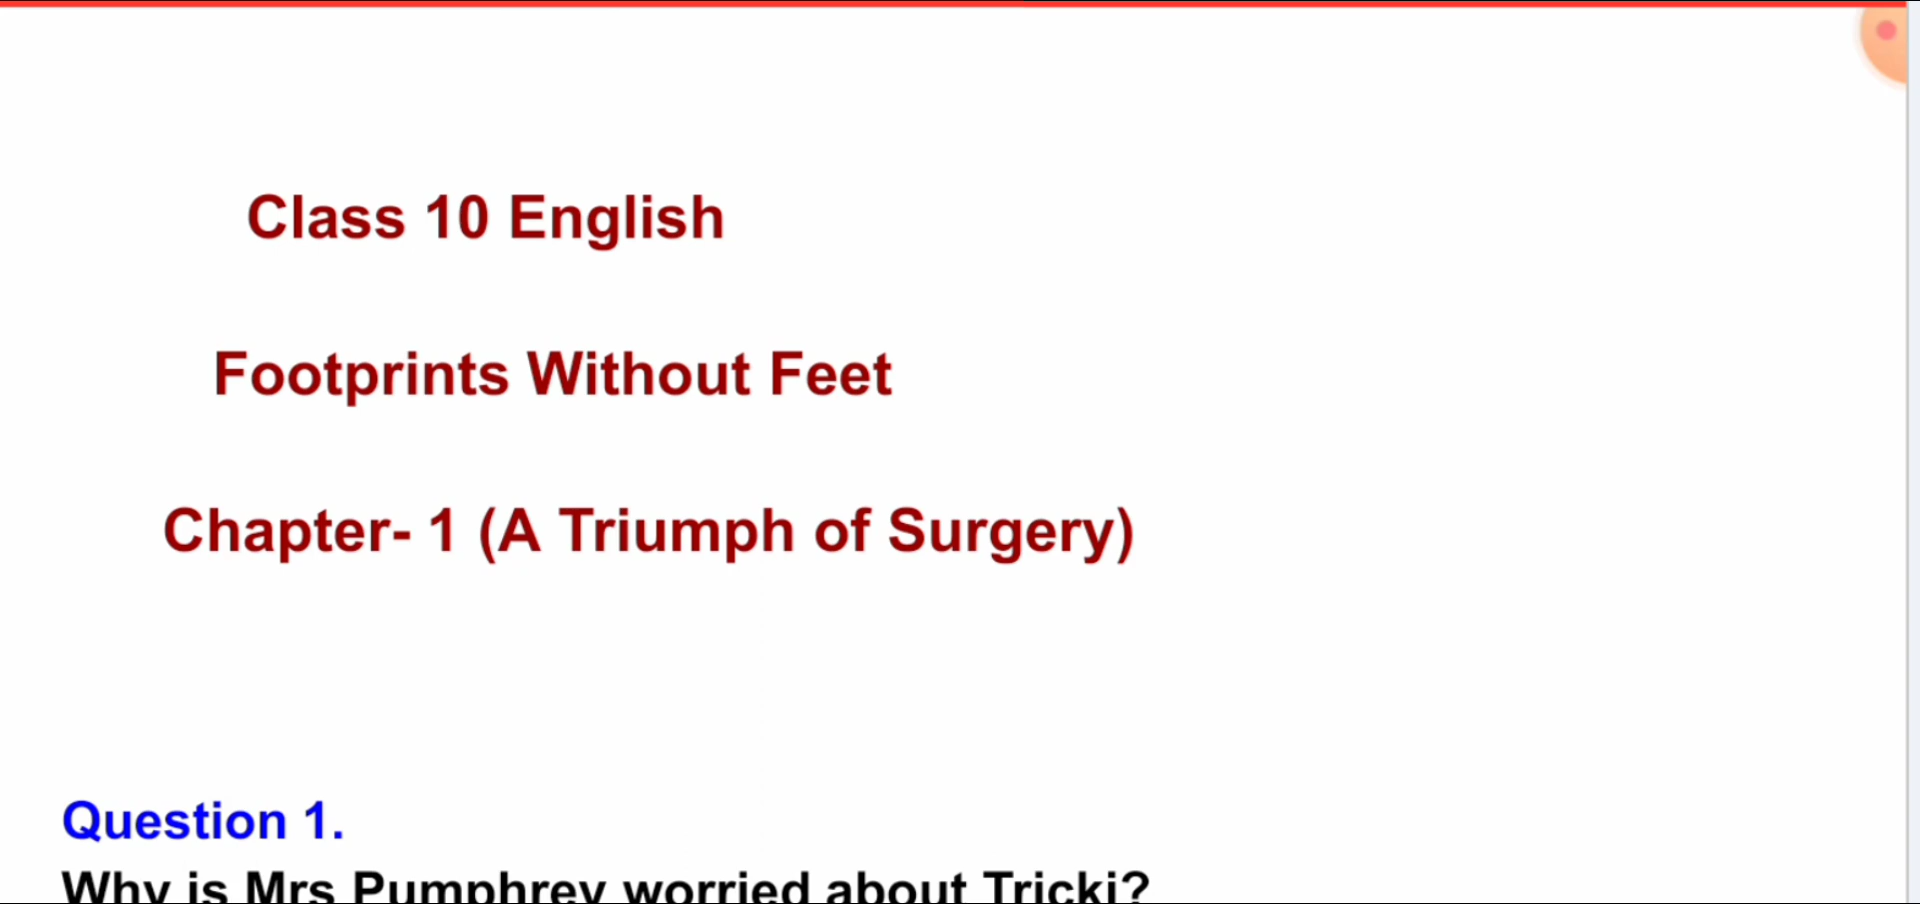 Class 10 English
Footprints Without Feet
Chapter- 1 (A Triumph of Surgery)
Question 1.
Why is Mrs Pumphrey worried about Tricki?